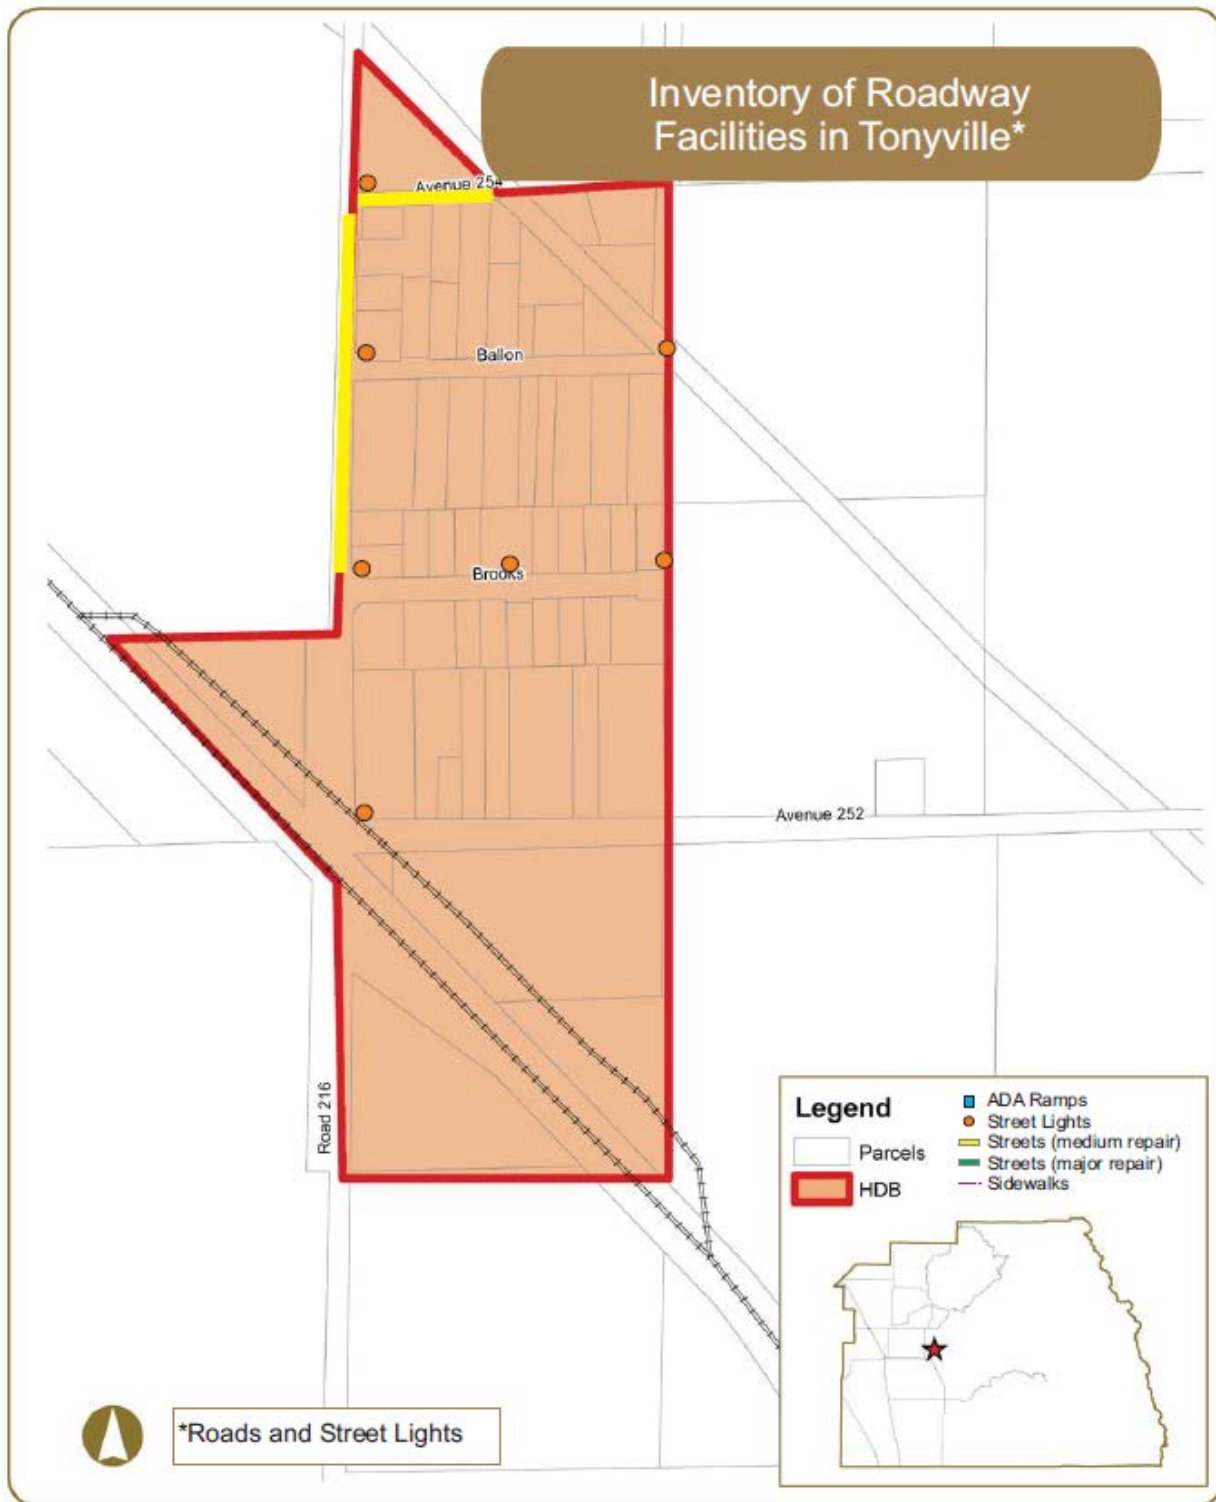 Inventory of Roadway
Facilities in Tonyville*
Avenue 254
Ballon
Brooks
Avenue 252
Road 216
Legend
Parcels
HDB
ADA Ramps
Street Lights
Streets (medium repair)
Streets (major repair)
Sidewalks
*Roads and Street Lights